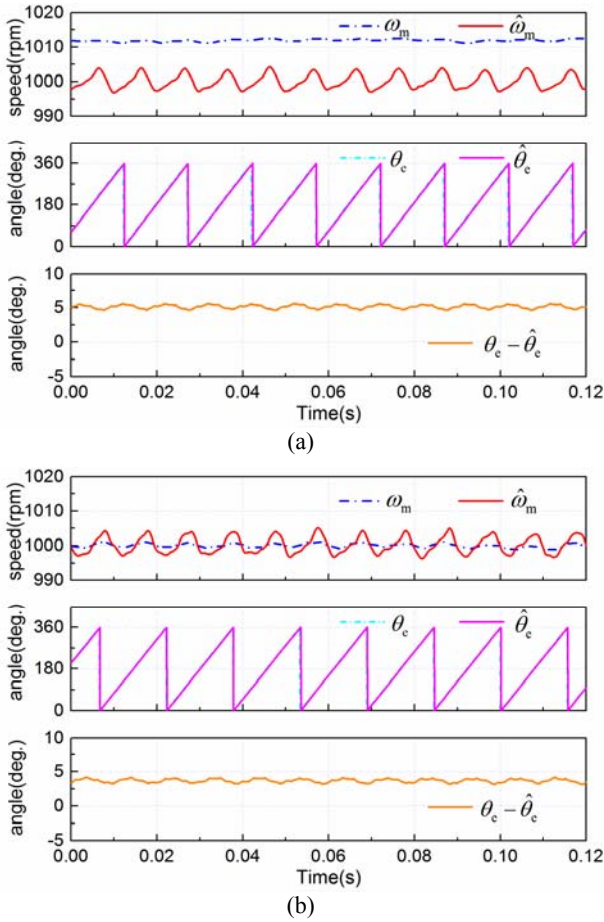 ω_m ω̂_m
speed(rpm)
1020
1010
1000
990
θ_e θ̂_e
angle(deg.)
360
180
0
angle(deg.)
10
5
0
-5
θ_e − θ̂_e
0.00 0.02 0.04 0.06 0.08 0.10 0.12
Time(s)
(a)
ω_m ω̂_m
speed(rpm)
1020
1010
1000
990
θ_e θ̂_e
angle(deg.)
360
180
0
angle(deg.)
10
5
0
-5
θ_e − θ̂_e
0.00 0.02 0.04 0.06 0.08 0.10 0.12
Time(s)
(b)